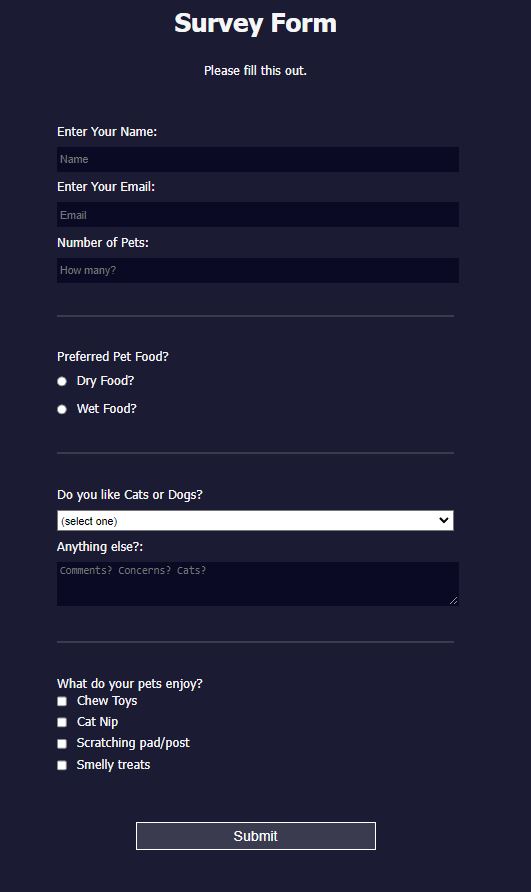 Survey Form
Please fill this out.
Enter Your Name:
Name
Enter Your Email:
Email
Number of Pets:
How many?
Preferred Pet Food?
Dry Food?
Wet Food?
Do you like Cats or Dogs?
(select one)
Anything else?:
Comments? Concerns? Cats?
What do your pets enjoy?
Chew Toys
Cat Nip
Scratching pad/post
Smelly treats
Submit